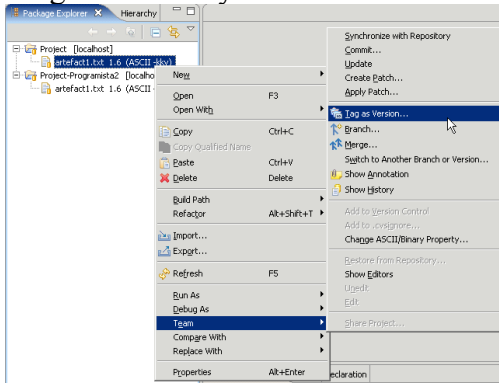 Package Explorer
Hierarchy
Project [localhost]
artefact1.txt 1.6 (ASCII -kkv)
Project-Programista2 [localho
artefact1.txt 1.6 (ASCII
New
Open F3
Open With
Copy Ctrl+C
Copy Qualified Name
Paste Ctrl+V
Delete Delete
Build Path
Refactor Alt+Shift+T
Import...
Export...
Refresh F5
Run As
Debug As
Team
Compare With
Replace With
Properties Alt+Enter
Synchronize with Repository
Commit...
Update
Create Patch...
Apply Patch...
Tag as Version...
Branch...
Merge...
Switch to Another Branch or Version...
Show Annotation
Show History
Add to Version Control
Add to .cvsignore...
Change ASCII/Binary Property...
Restore from Repository...
Show Editors
Unedit
Edit
Share Project...
eclaration